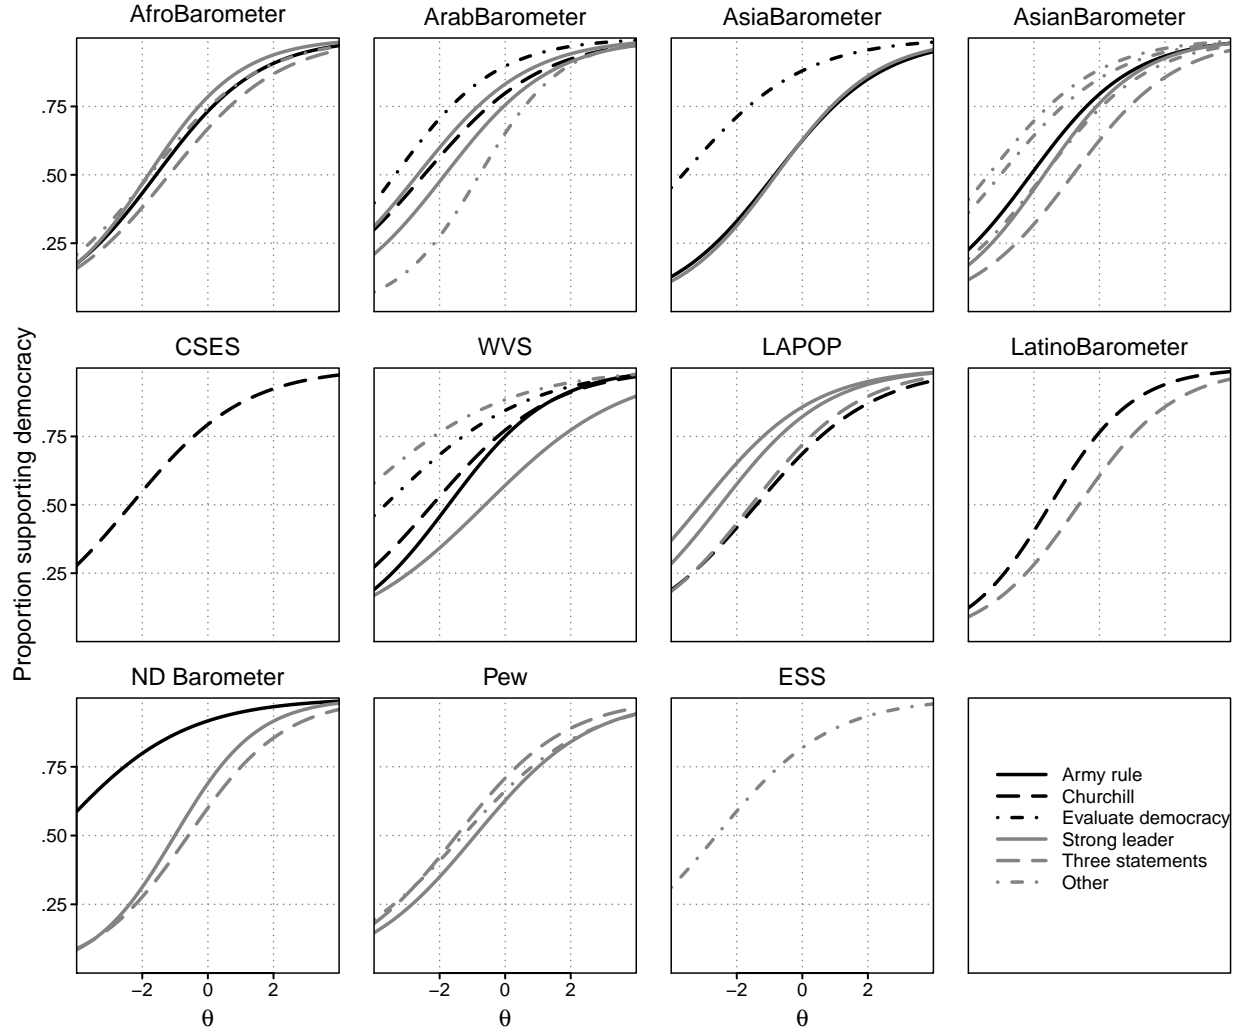 AfroBarometer ArabBarometer AsiaBarometer AsianBarometer
.75
.50
.25
CSES WVS LAPOP LatinoBarometer
.75
.50
.25
Proportion supporting democracy
ND Barometer Pew ESS
.75
.50
.25
Army rule
Churchill
Evaluate democracy
Strong leader
Three statements
Other
−2 0 2 −2 0 2 −2 0 2
θ θ θ